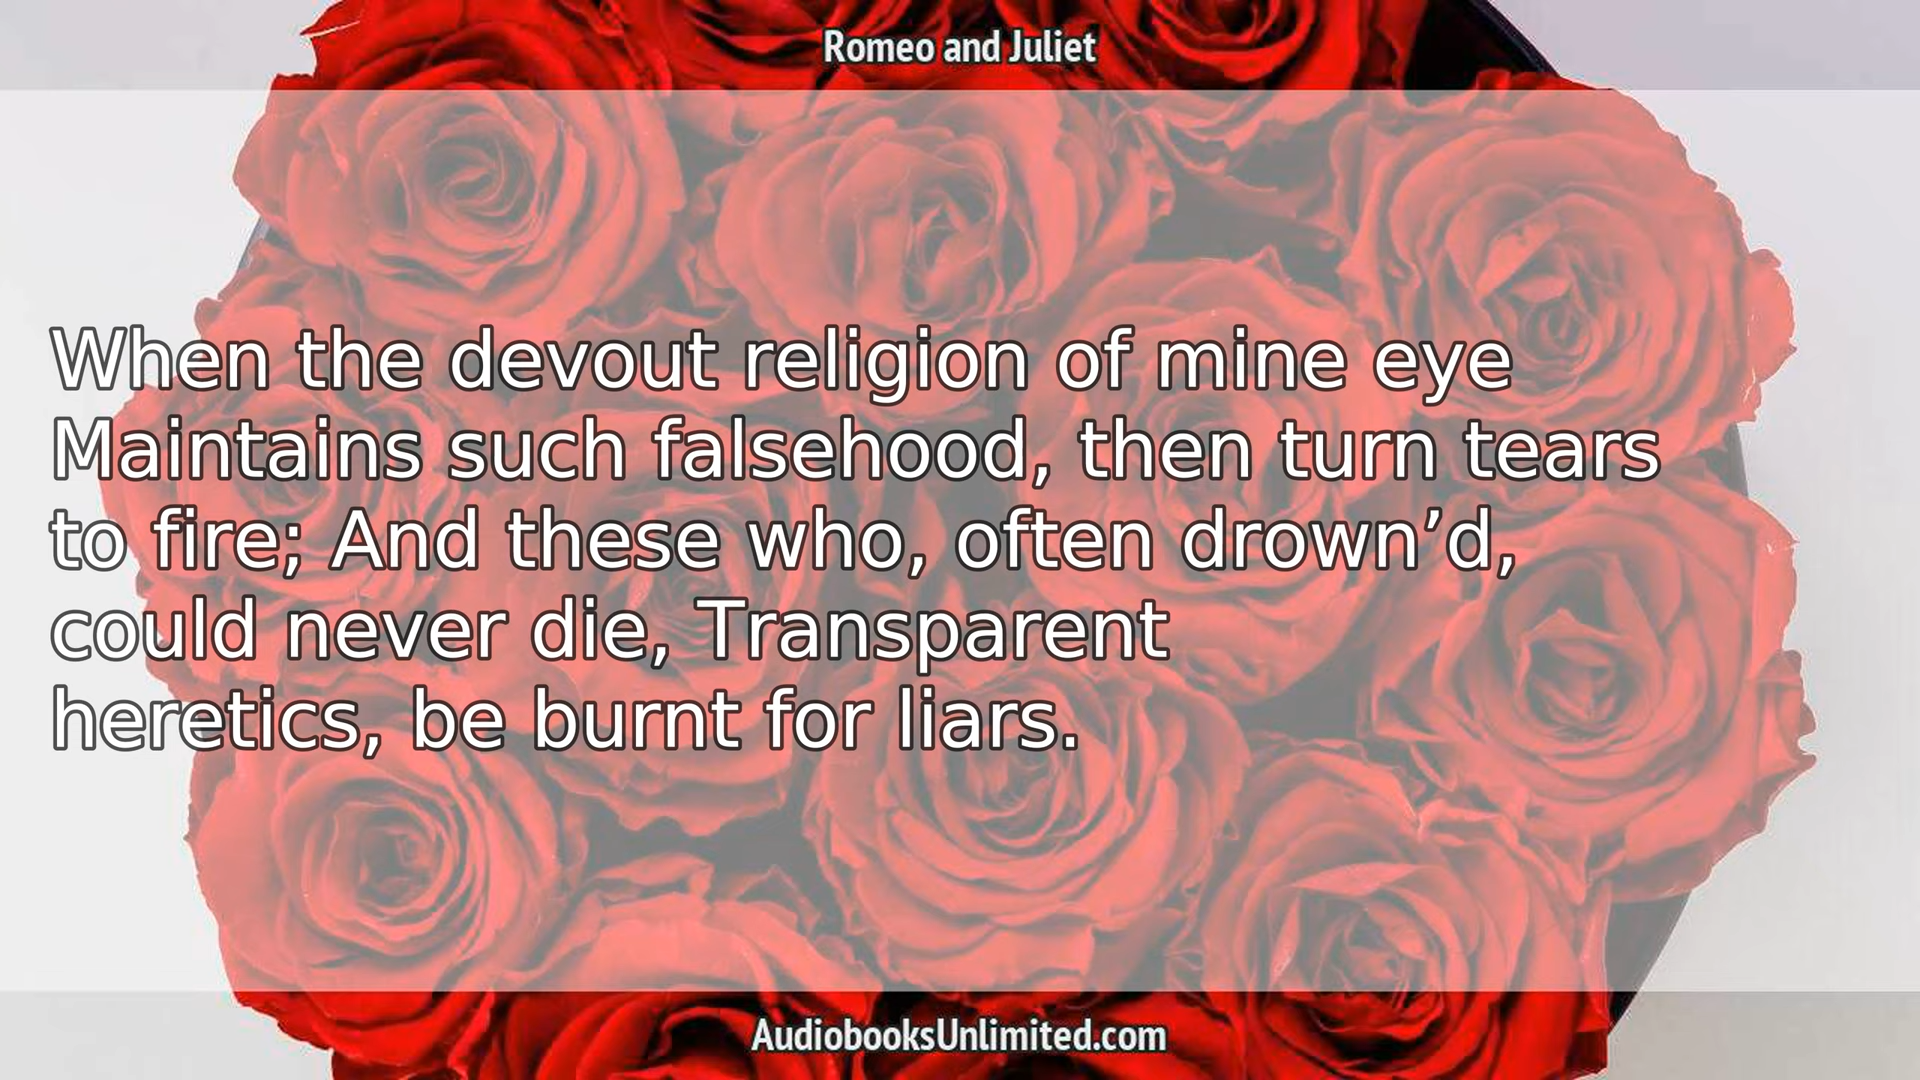 Romeo and Juliet
When the devout religion of mine eye
Maintains such falsehood, then turn tears
to fire; And these who, often drown’d,
could never die, Transparent
heretics, be burnt for liars.
AudiobooksUnlimited.com